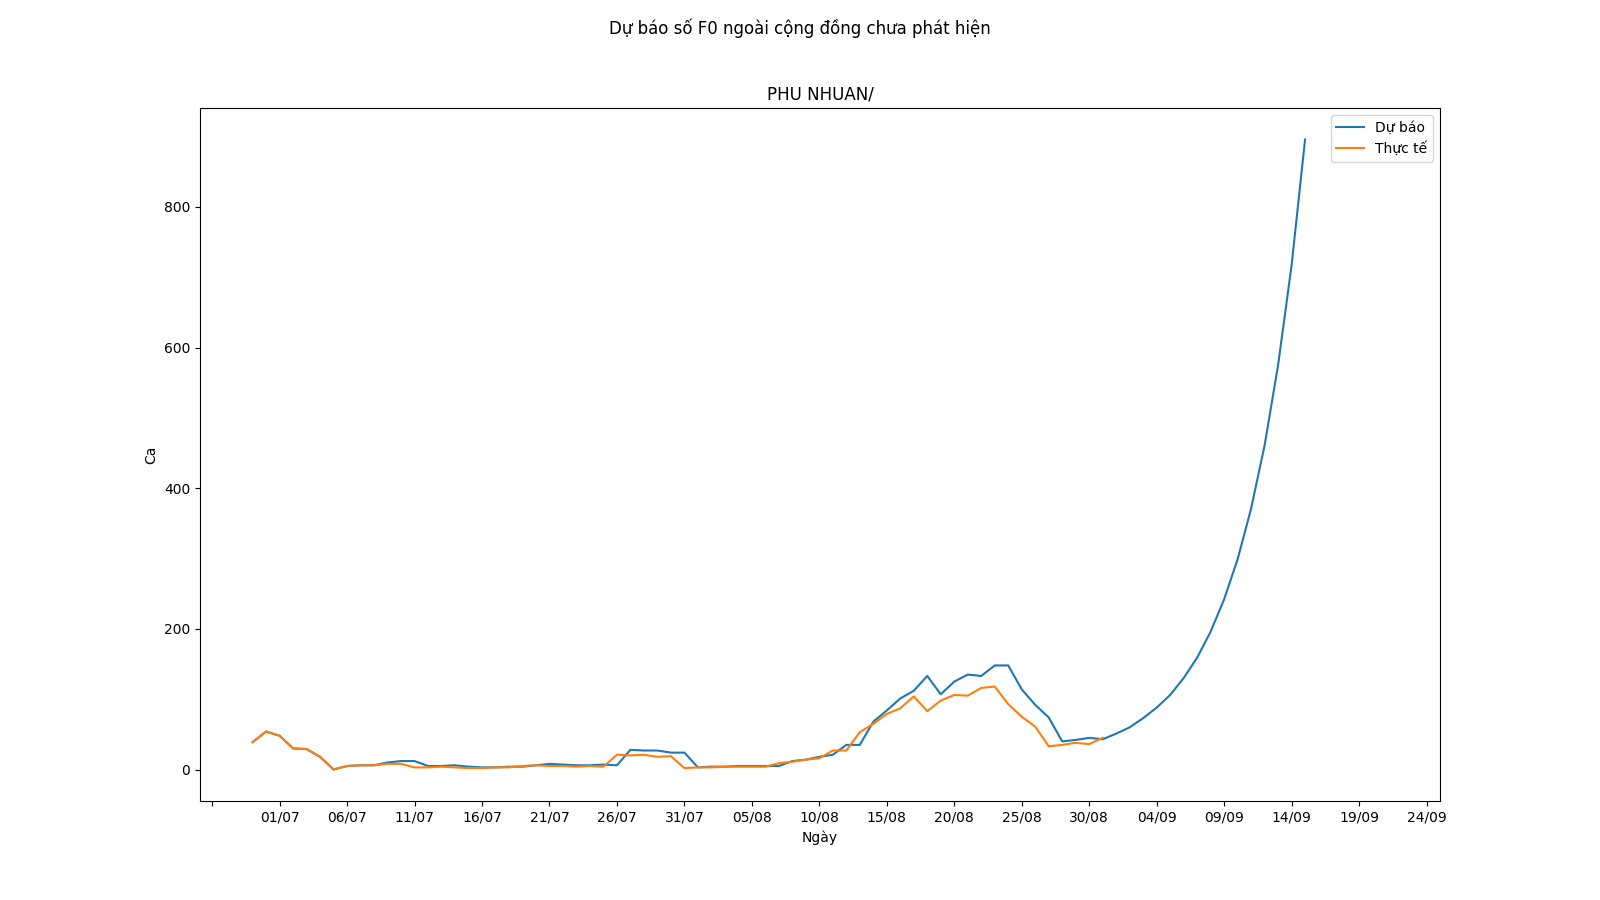 Dự báo số F0 ngoài cộng đồng chưa phát hiện
PHU NHUAN/
Dự báo
Thực tế
800
600
400
200
0
Ca
01/07 06/07 11/07 16/07 21/07 26/07 31/07 05/08 10/08 15/08 20/08 25/08 30/08 04/09 09/09 14/09 19/09 24/09
Ngày